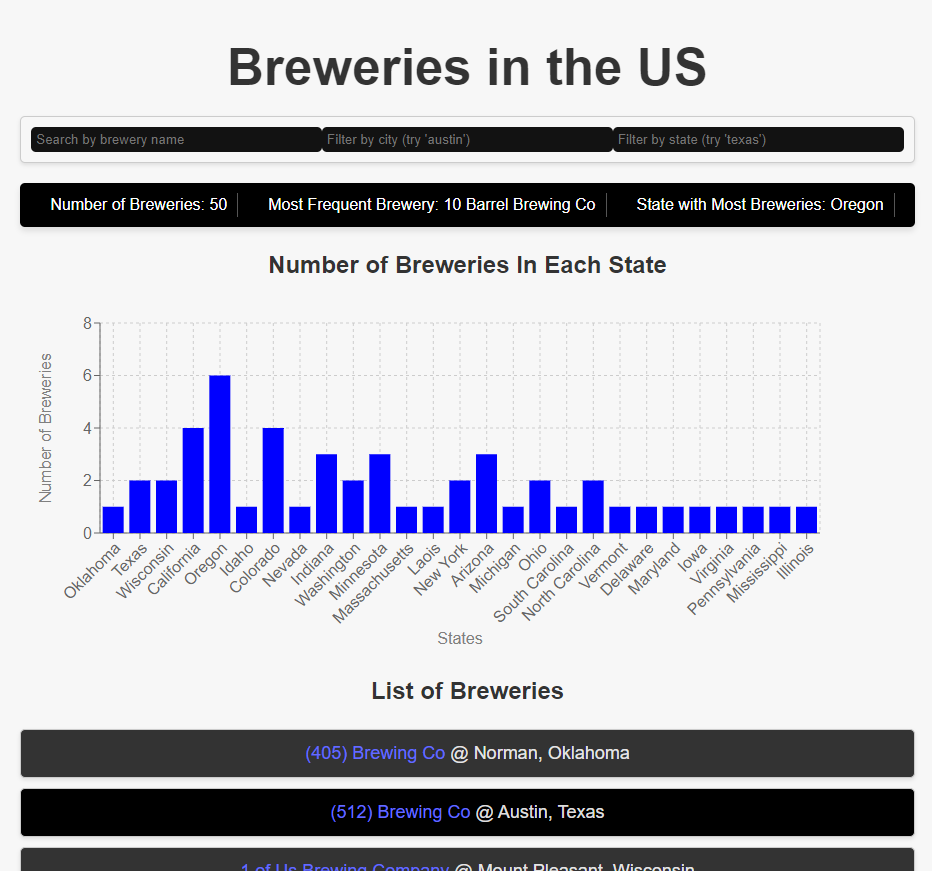 Breweries in the US
Search by brewery name
Filter by city (try 'austin')
Filter by state (try 'texas')
Number of Breweries: 50
Most Frequent Brewery: 10 Barrel Brewing Co
State with Most Breweries: Oregon
Number of Breweries In Each State
Number of Breweries
8
6
4
2
0
Oklahoma
Texas
Wisconsin
California
Oregon
Idaho
Colorado
Nevada
Indiana
Washington
Minnesota
Massachusetts
Laois
New York
Arizona
Michigan
Ohio
South Carolina
North Carolina
Vermont
Delaware
Maryland
Iowa
Virginia
Pennsylvania
Mississippi
Illinois
States
List of Breweries
(405) Brewing Co @ Norman, Oklahoma
(512) Brewing Co @ Austin, Texas
1 of Us Brewing Company @ Mount Pleasant, Wisconsin